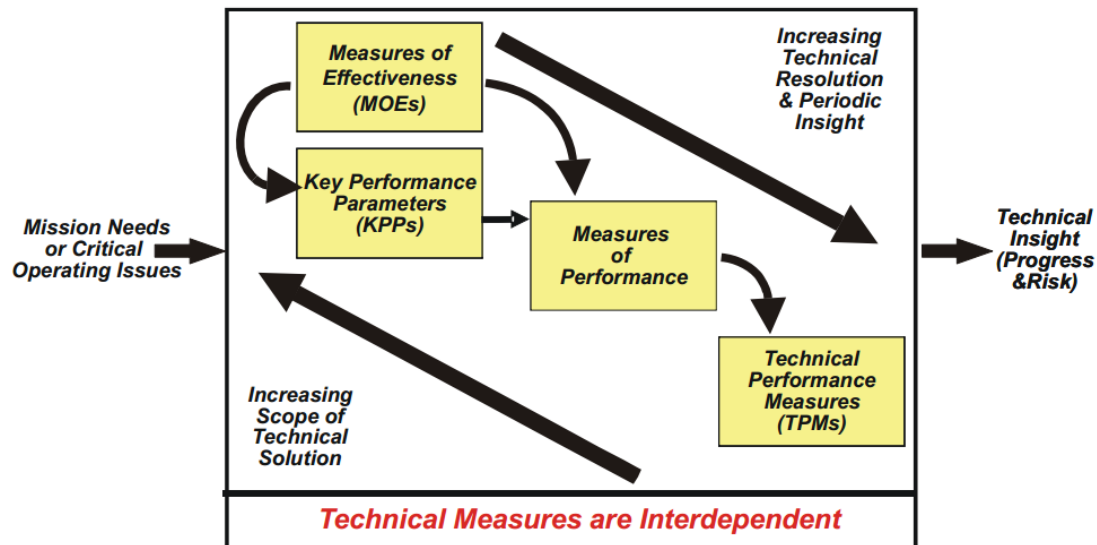 Measures of
Effectiveness
(MOEs)
Increasing
Technical
Resolution
& Periodic
Insight
Key Performance
Parameters
(KPPs)
Mission Needs
or Critical
Operating Issues
Measures
of
Performance
Technical
Insight
(Progress
&Risk)
Technical
Performance
Measures
(TPMs)
Increasing
Scope of
Technical
Solution
Technical Measures are Interdependent